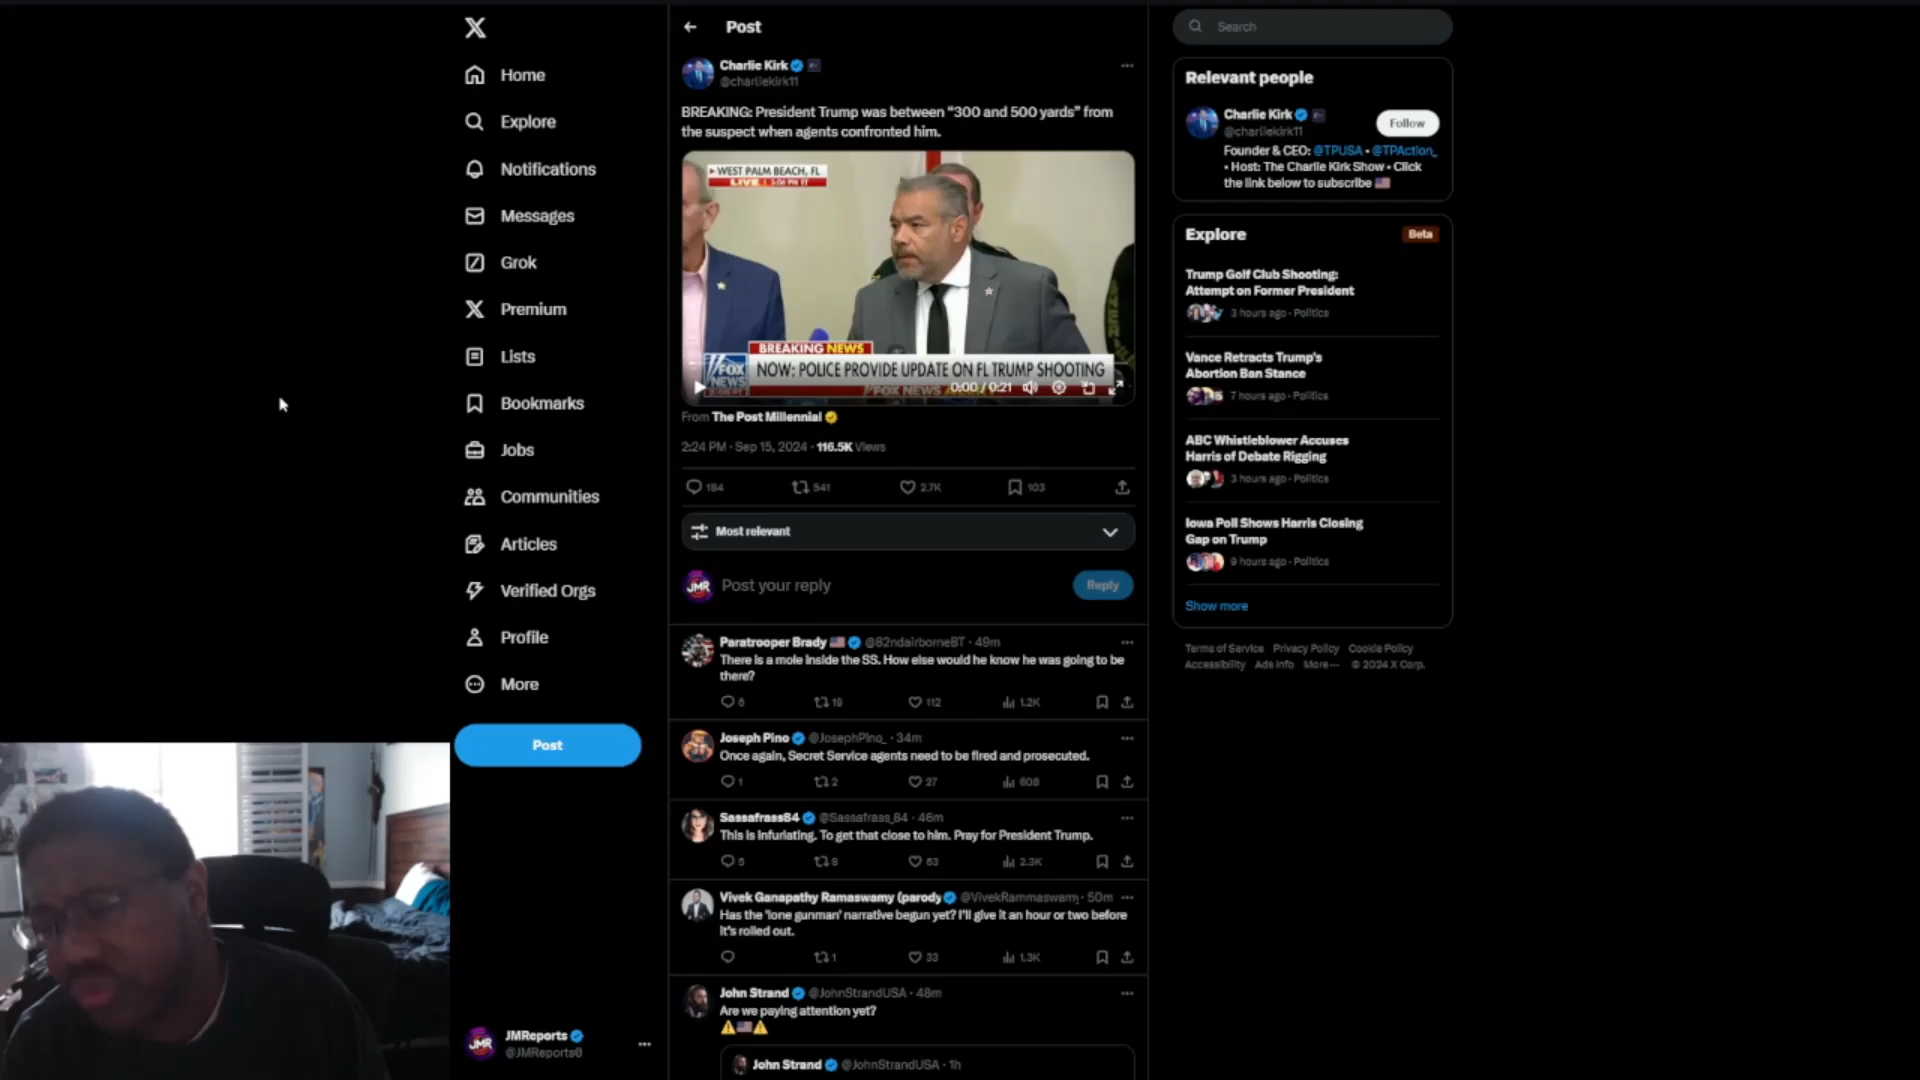 Home
Explore
Notifications
Messages
Grok
Premium
Lists
Bookmarks
Jobs
Communities
Articles
Verified Orgs
Profile
More
Post
JMR
JMReports
@JMReports0
Post
Charlie Kirk
@charliekirk11
BREAKING: President Trump was between “300 and 500 yards” from
the suspect when agents confronted him.
WEST PALM BEACH, FL
LIVE 5:06 PM ET
BREAKING NEWS
FOX NEWS
NOW: POLICE PROVIDE UPDATE ON FL TRUMP SHOOTING
0:00 / 0:21
From The Post Millennial
2:24 PM · Sep 15, 2024 · 116.5K Views
184 541 2.7K 103
Most relevant
JMR Post your reply Reply
Paratrooper Brady @82ndairborneBT · 49m
There is a mole inside the SS. How else would he know he was going to be
there?
6 19 112 1.2K
Joseph Pino @JosephPino_ · 34m
Once again, Secret Service agents need to be fired and prosecuted.
1 2 27 608
Sassafrass84 @Sassafrass_84 · 46m
This is infuriating. To get that close to him. Pray for President Trump.
5 8 63 2.3K
Vivek Ganapathy Ramaswamy (parody @VivekRammaswamy · 50m
Has the 'lone gunman' narrative begun yet? I'll give it an hour or two before
it's rolled out.
1 33 1.3K
John Strand @JohnStrandUSA · 48m
Are we paying attention yet?
John Strand @JohnStrandUSA · 1h
Search
Relevant people
Charlie Kirk
@charliekirk11
Follow
Founder & CEO: @TPUSA • @TPAction_
• Host: The Charlie Kirk Show • Click
the link below to subscribe
Explore
Beta
Trump Golf Club Shooting:
Attempt on Former President
3 hours ago · Politics
Vance Retracts Trump's
Abortion Ban Stance
7 hours ago · Politics
ABC Whistleblower Accuses
Harris of Debate Rigging
3 hours ago · Politics
Iowa Poll Shows Harris Closing
Gap on Trump
9 hours ago · Politics
Show more
Terms of Service Privacy Policy Cookie Policy
Accessibility Ads info More ··· © 2024 X Corp.